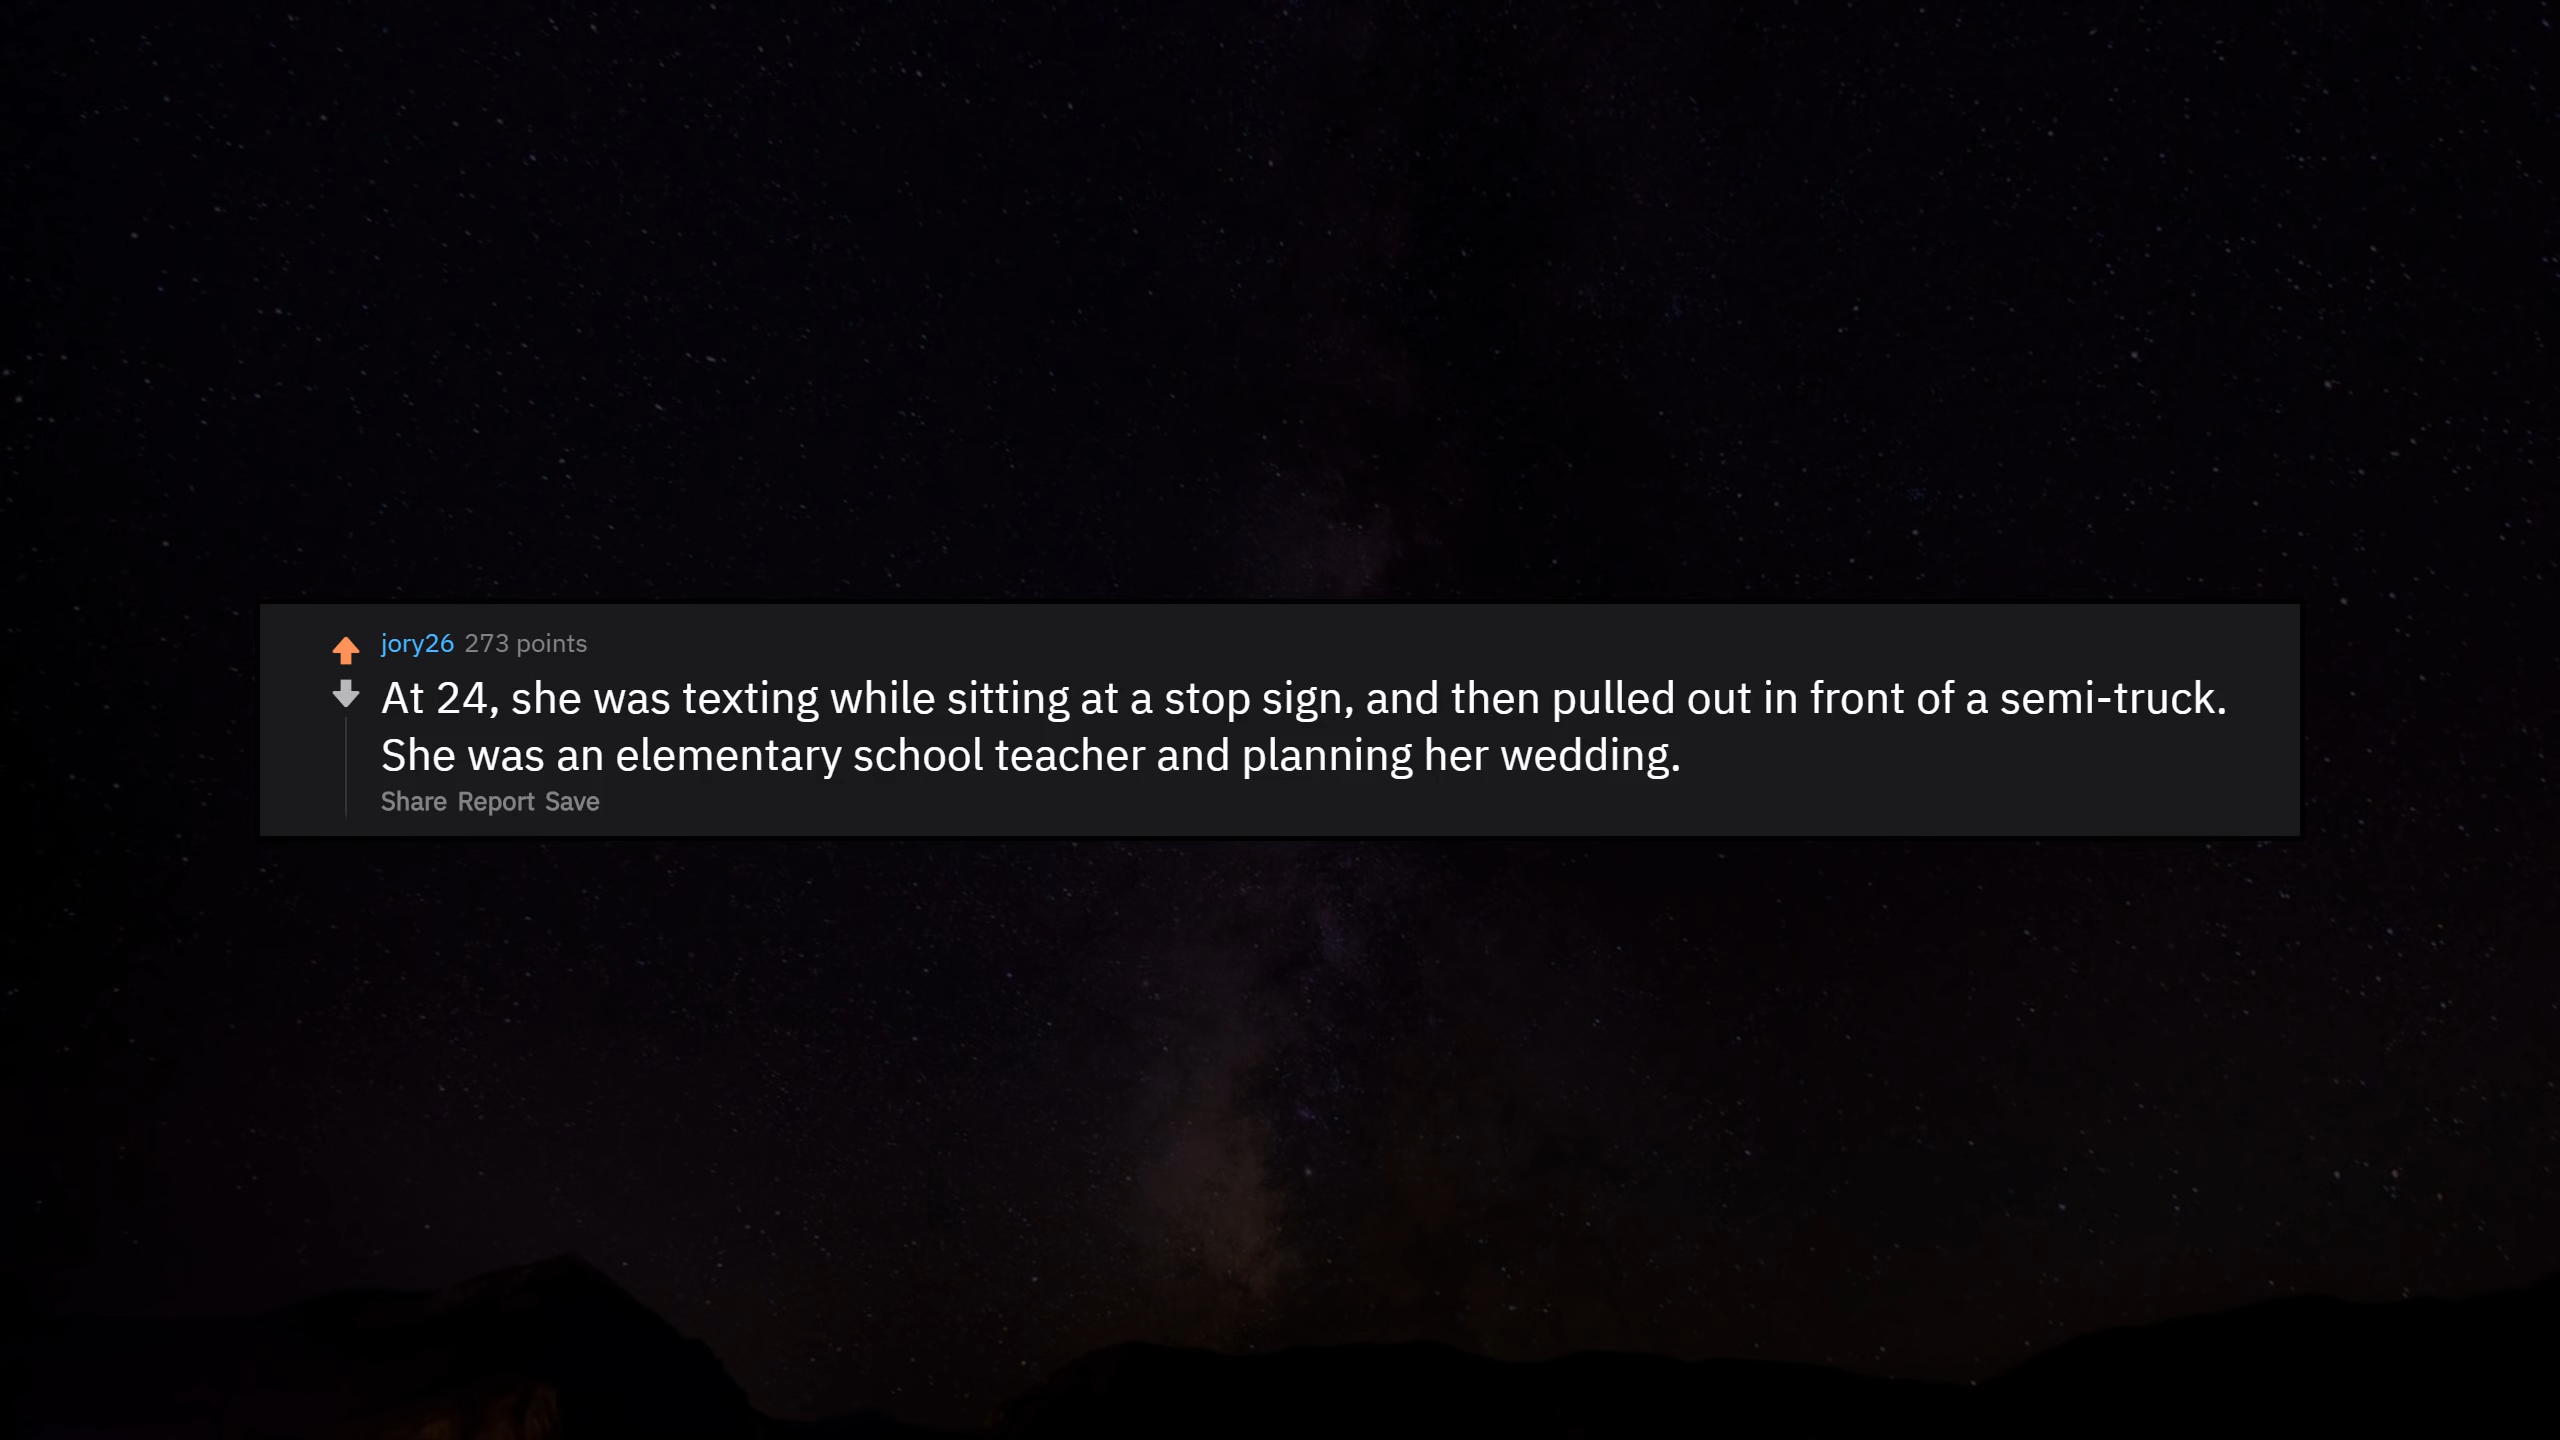 jory26 273 points
At 24, she was texting while sitting at a stop sign, and then pulled out in front of a semi-truck.
She was an elementary school teacher and planning her wedding.
Share Report Save